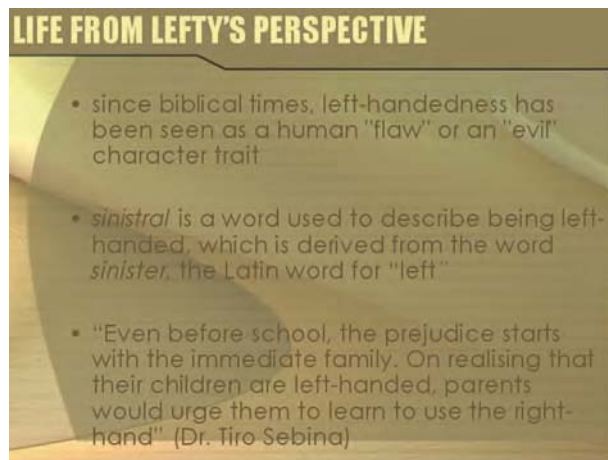 LIFE FROM LEFTY'S PERSPECTIVE
• since biblical times, left-handedness has
been seen as a human "flaw" or an "evil"
character trait
• sinistral is a word used to describe being left-
handed, which is derived from the word
sinister, the Latin word for "left"
• "Even before school, the prejudice starts
with the immediate family. On realising that
their children are left-handed, parents
would urge them to learn to use the right-
hand" (Dr. Tiro Sebina)